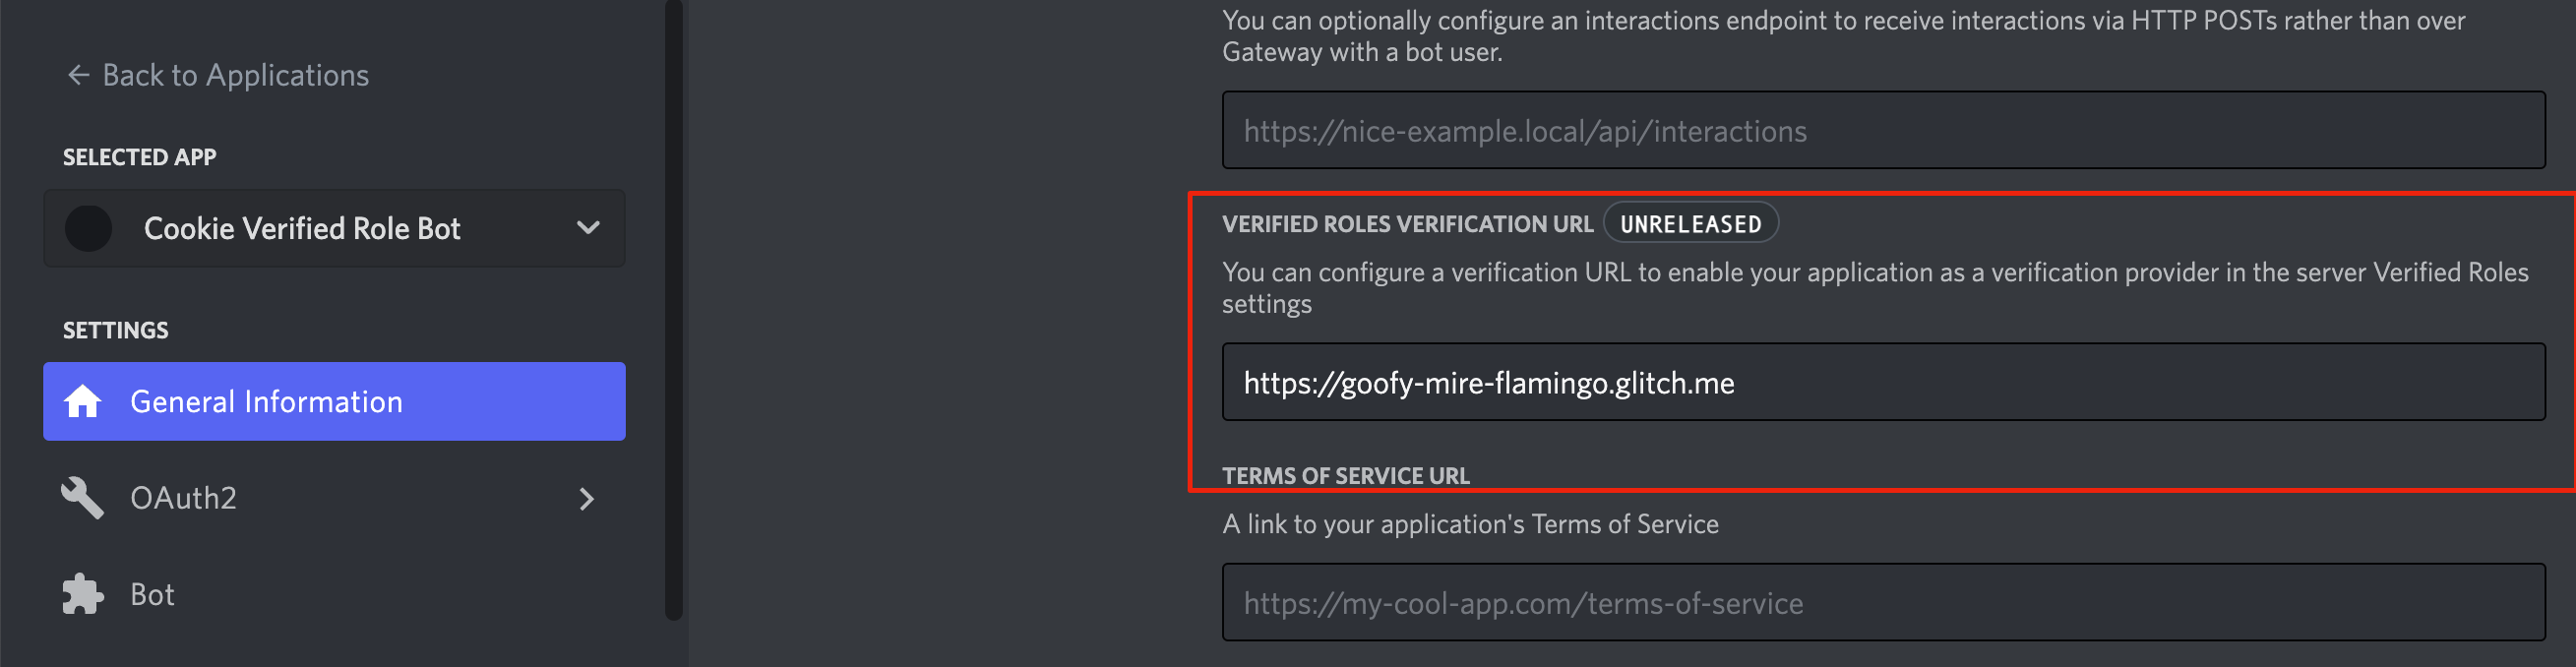 ← Back to Applications
SELECTED APP
Cookie Verified Role Bot
SETTINGS
General Information
OAuth2
Bot
You can optionally configure an interactions endpoint to receive interactions via HTTP POSTs rather than over
Gateway with a bot user.
https://nice-example.local/api/interactions
VERIFIED ROLES VERIFICATION URL UNRELEASED
You can configure a verification URL to enable your application as a verification provider in the server Verified Roles
settings
https://goofy-mire-flamingo.glitch.me
TERMS OF SERVICE URL
A link to your application's Terms of Service
https://my-cool-app.com/terms-of-service